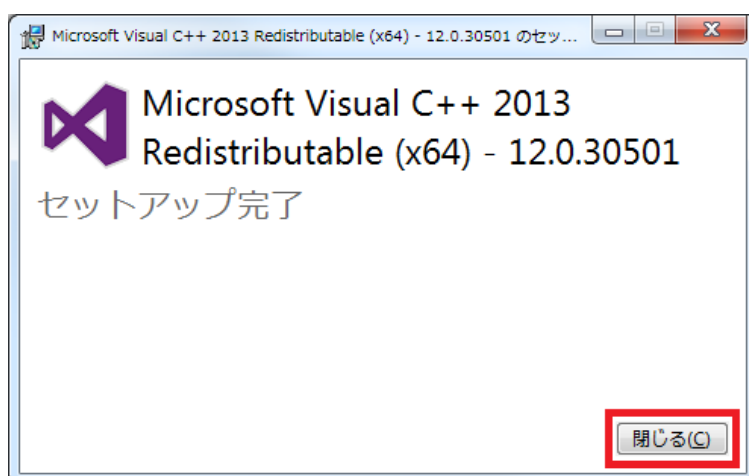 Microsoft Visual C++ 2013 Redistributable (x64) - 12.0.30501 のセッ...
Microsoft Visual C++ 2013
Redistributable (x64) - 12.0.30501
セットアップ完了
閉じる(C)